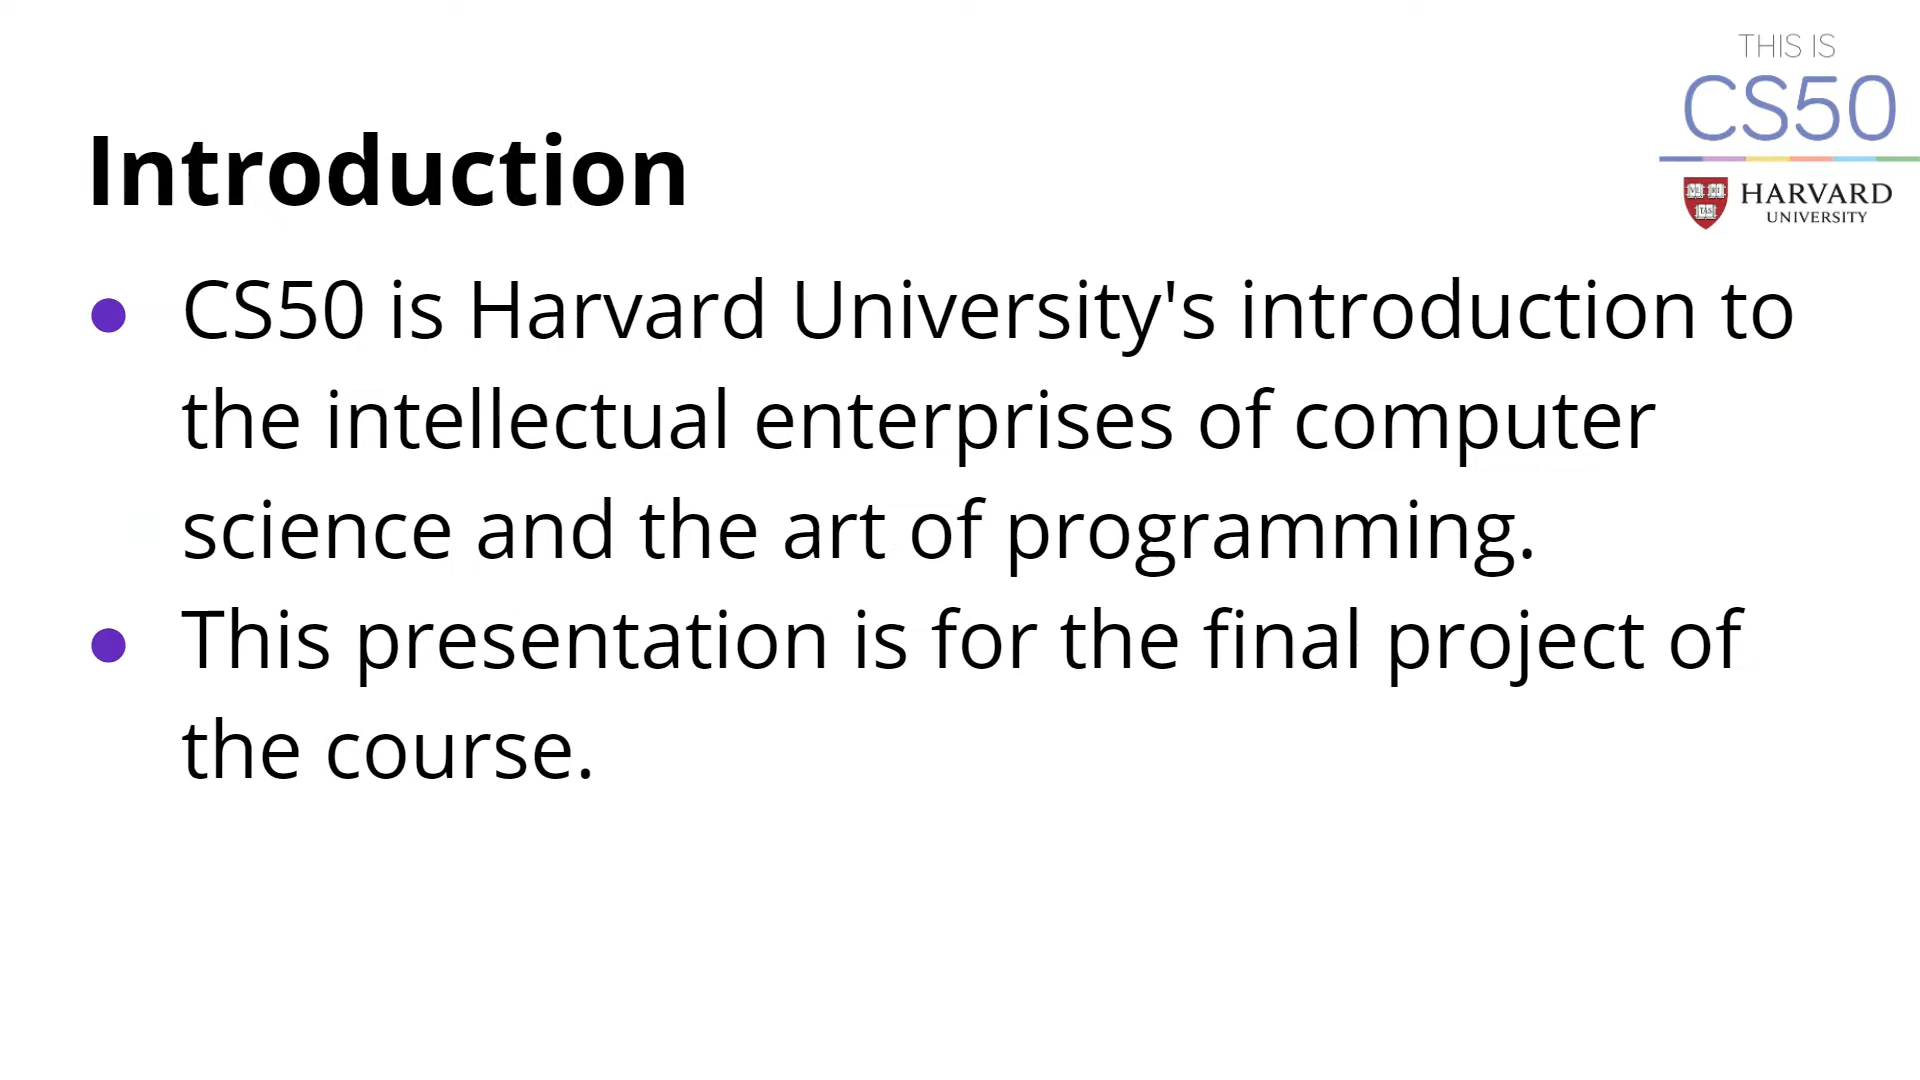 THIS IS
CS50
HARVARD
UNIVERSITY
Introduction
● CS50 is Harvard University's introduction to
the intellectual enterprises of computer
science and the art of programming.
● This presentation is for the final project of
the course.